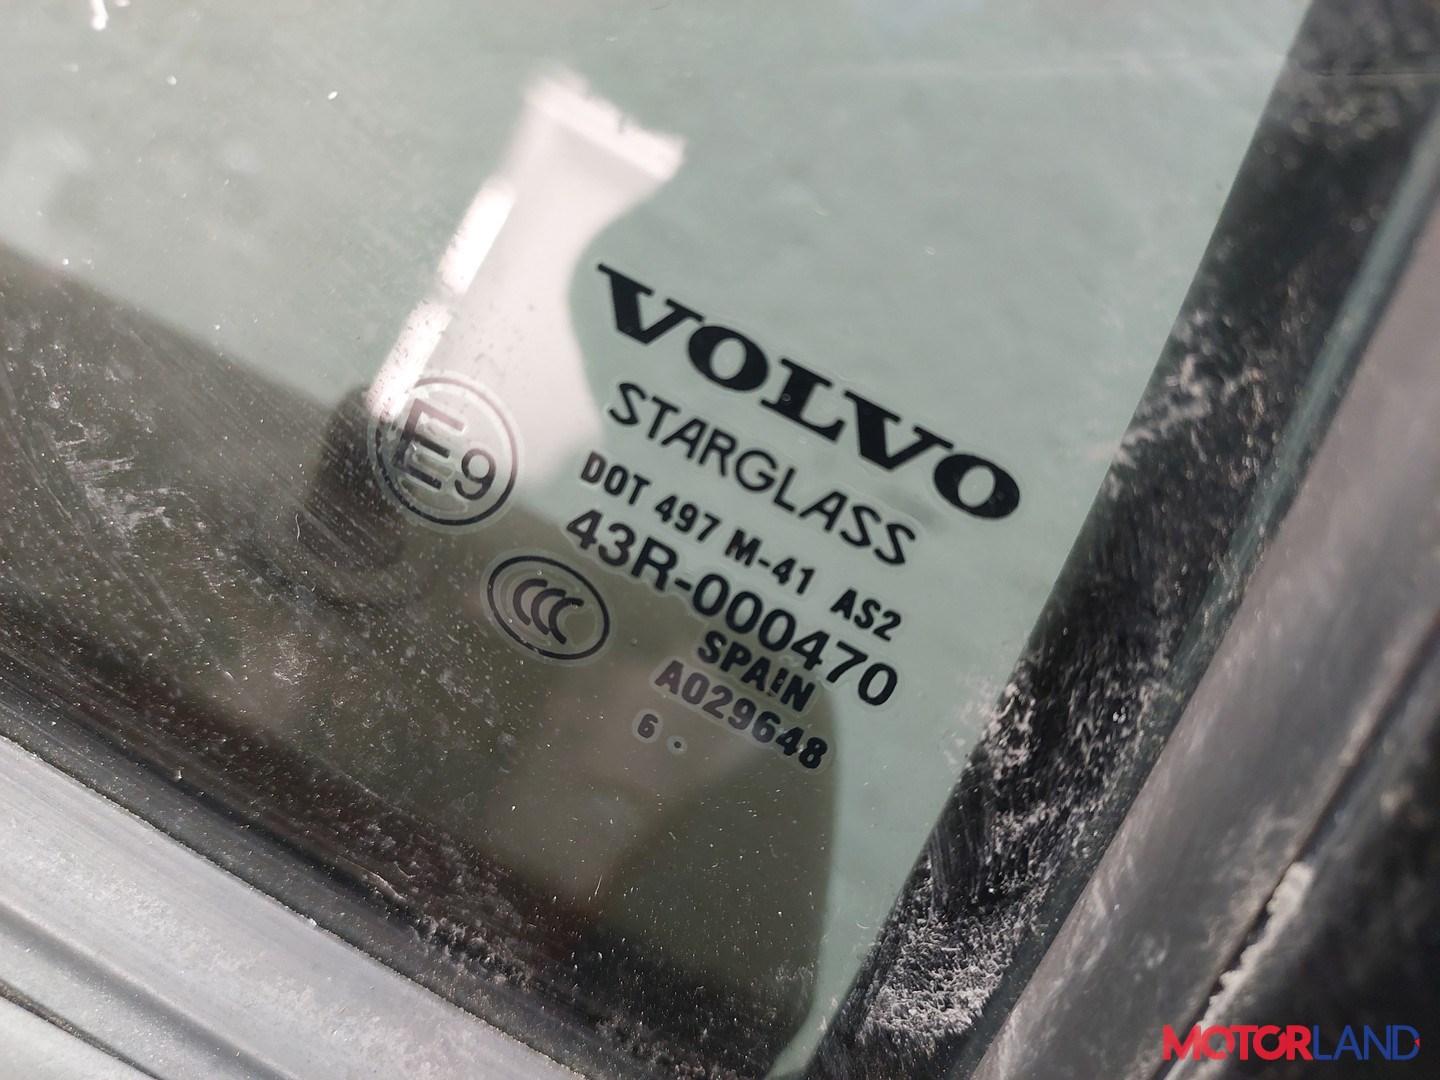 VOLVO
STARGLASS
E9
DOT 497 M-41 AS2
43R-000470
CCC
SPAIN
A029648
6 .
MOTORLAND